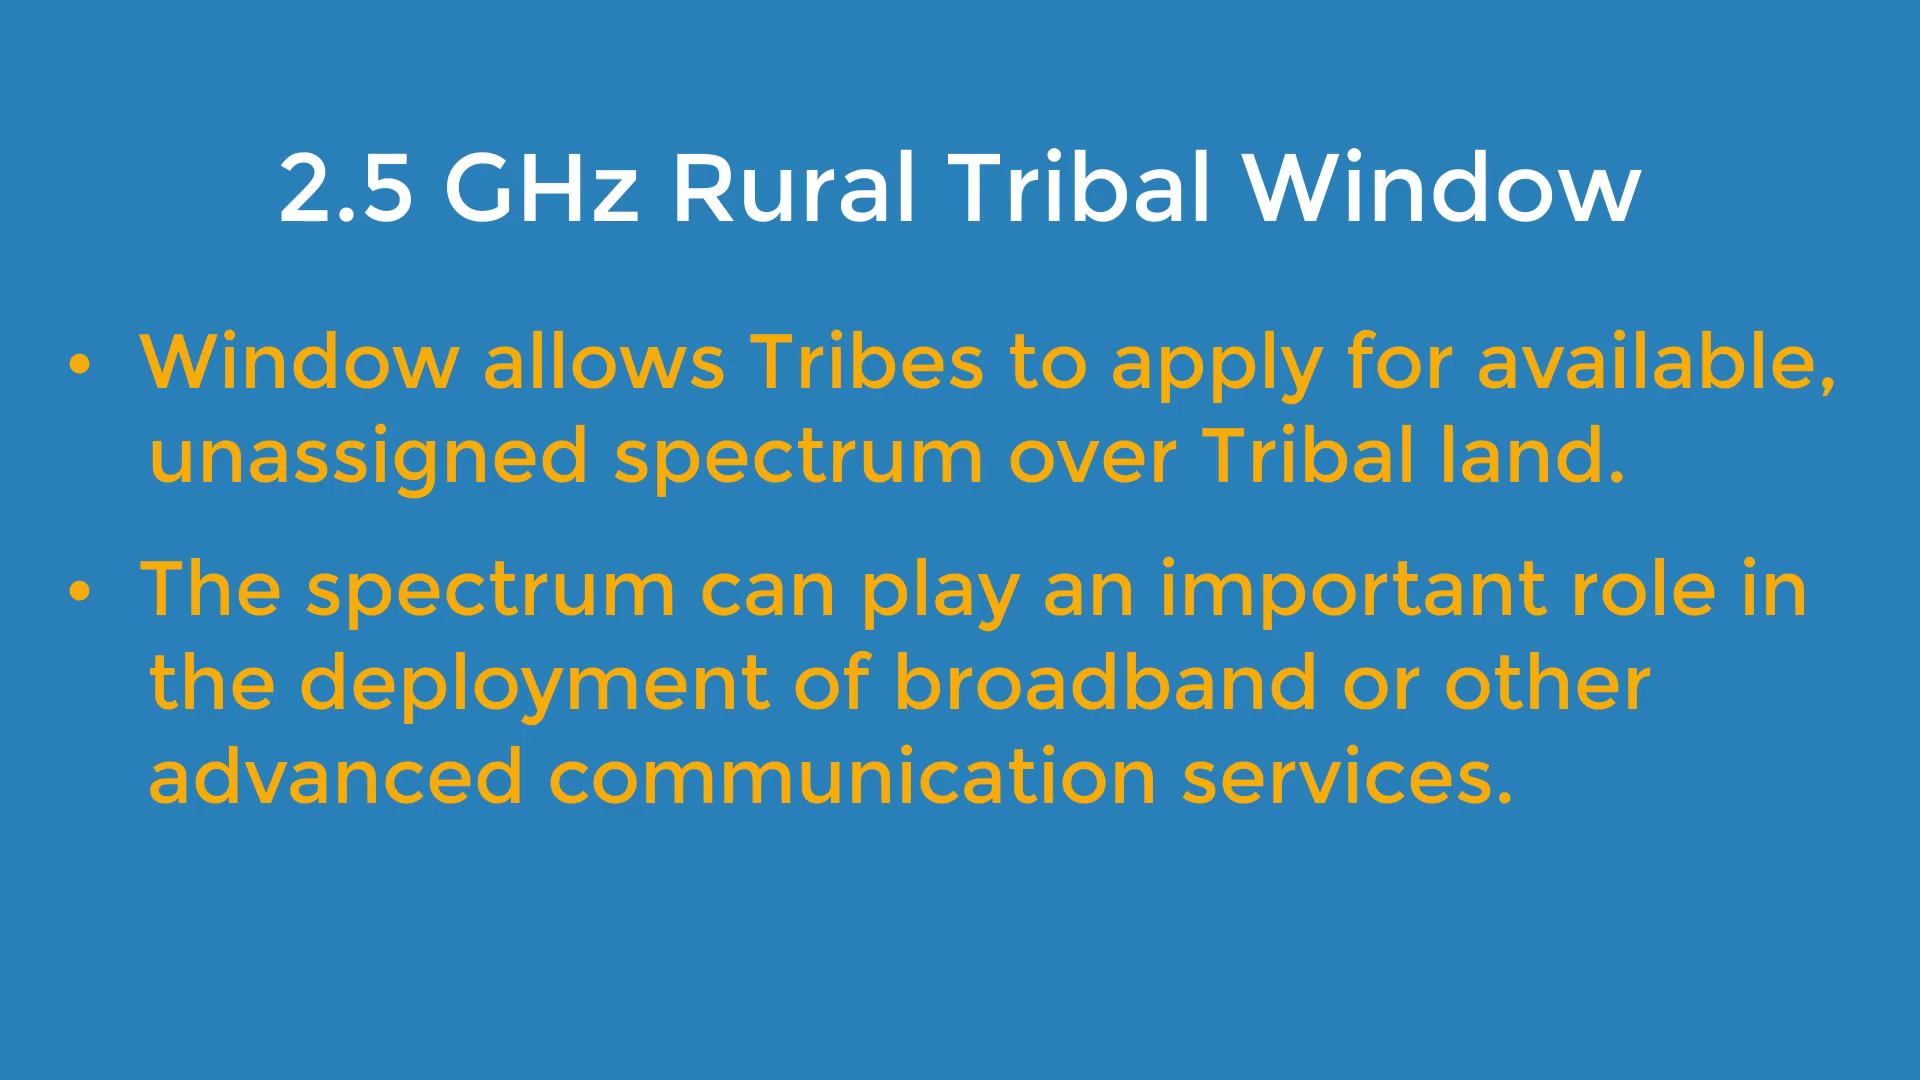 2.5 GHz Rural Tribal Window
• Window allows Tribes to apply for available,
unassigned spectrum over Tribal land.
• The spectrum can play an important role in
the deployment of broadband or other
advanced communication services.